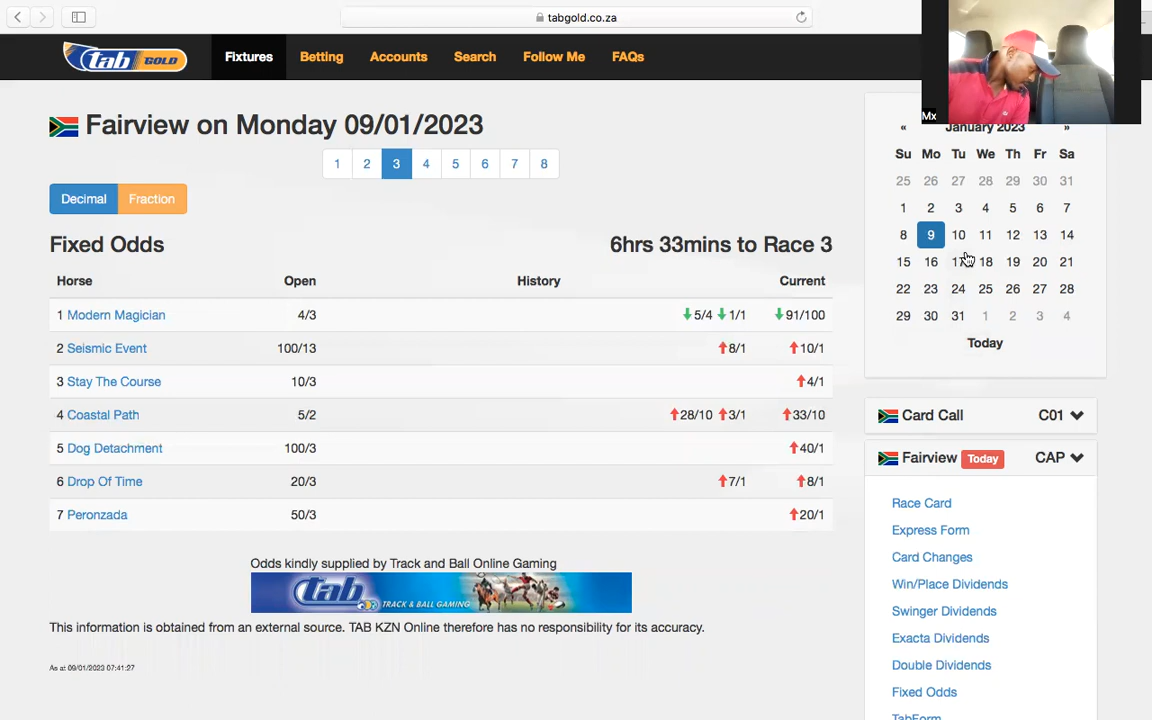 tabgold.co.za
tab GOLD
Fixtures Betting Accounts Search Follow Me FAQs
Mx
Fairview on Monday 09/01/2023
1 2 3 4 5 6 7 8
Decimal Fraction
Fixed Odds 6hrs 33mins to Race 3
Horse Open History Current
1 Modern Magician 4/3 5/4 1/1 91/100
2 Seismic Event 100/13 8/1 10/1
3 Stay The Course 10/3 4/1
4 Coastal Path 5/2 28/10 3/1 33/10
5 Dog Detachment 100/3 40/1
6 Drop Of Time 20/3 7/1 8/1
7 Peronzada 50/3 20/1
Odds kindly supplied by Track and Ball Online Gaming
tab TRACK & BALL GAMING
This information is obtained from an external source. TAB KZN Online therefore has no responsibility for its accuracy.
As at 09/01/2023 07:41:27
« January 2023 »
Su Mo Tu We Th Fr Sa
25 26 27 28 29 30 31
1 2 3 4 5 6 7
8 9 10 11 12 13 14
15 16 17 18 19 20 21
22 23 24 25 26 27 28
29 30 31 1 2 3 4
Today
Card Call C01
Fairview Today CAP
Race Card
Express Form
Card Changes
Win/Place Dividends
Swinger Dividends
Exacta Dividends
Double Dividends
Fixed Odds
TabForm